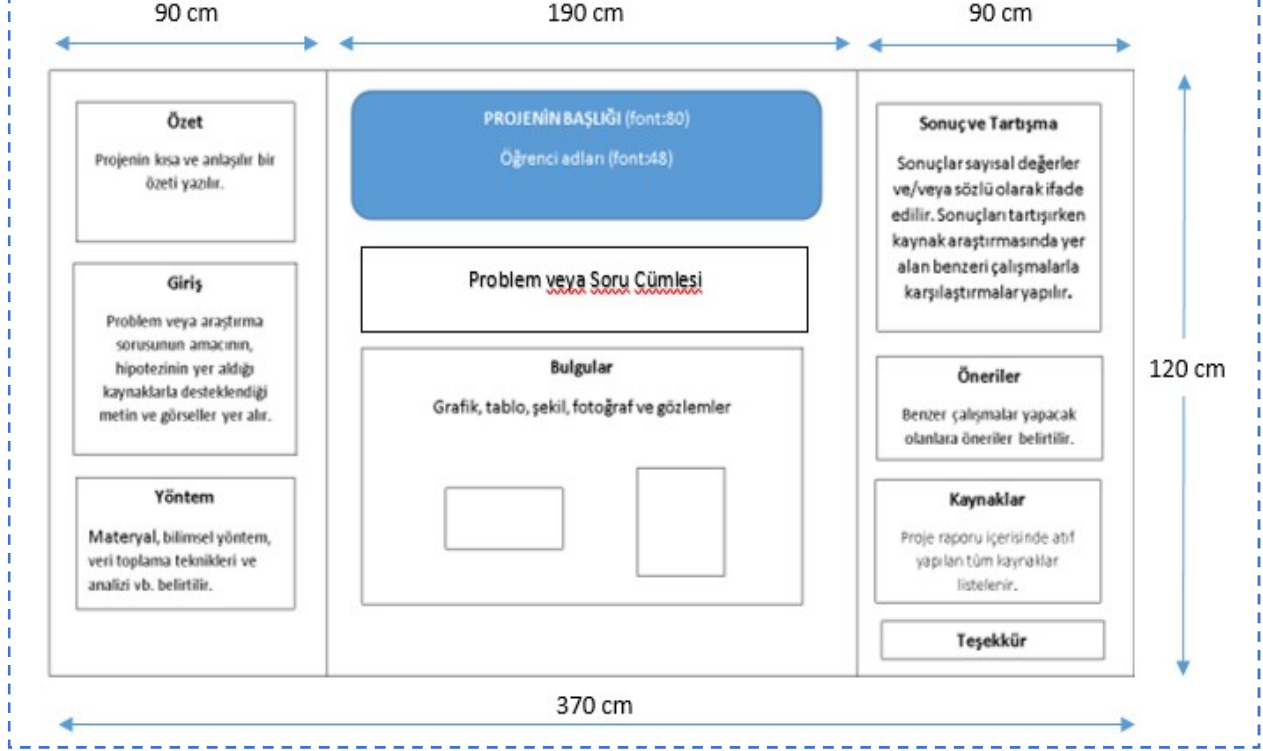 90 cm
190 cm
90 cm
Özet
Projenin kısa ve anlaşılır bir
özeti yazılır.
Giriş
Problem veya araştırma
sorusunun amacının,
hipotezinin yer aldığı
kaynaklarla desteklendiği
metin ve görseller yer alır.
Yöntem
Materyal, bilimsel yöntem,
veri toplama teknikleri ve
analizi vb. belirtilir.
PROJENİN BAŞLIĞI (font:80)
Öğrenci adları (font:48)
Problem veya Soru Cümlesi
Bulgular
Grafik, tablo, şekil, fotoğraf ve gözlemler
Sonuç ve Tartışma
Sonuçlar sayısal değerler
ve/veya sözlü olarak ifade
edilir. Sonuçları tartışırken
kaynak araştırmasında yer
alan benzeri çalışmalarla
karşılaştırmalar yapılır.
Öneriler
Benzer çalışmalar yapacak
olanlara öneriler belirtilir.
Kaynaklar
Proje raporu içerisinde atıf
yapılan tüm kaynaklar
listelenir.
Teşekkür
120 cm
370 cm